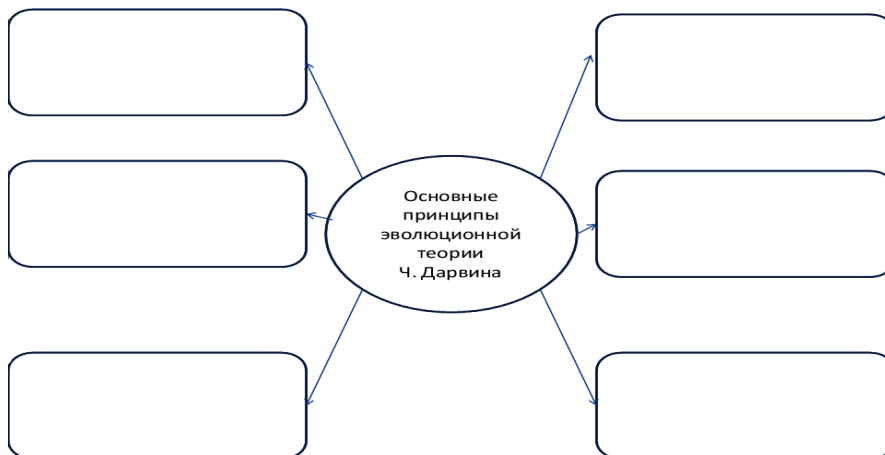 Основные
принципы
эволюционной
теории
Ч. Дарвина